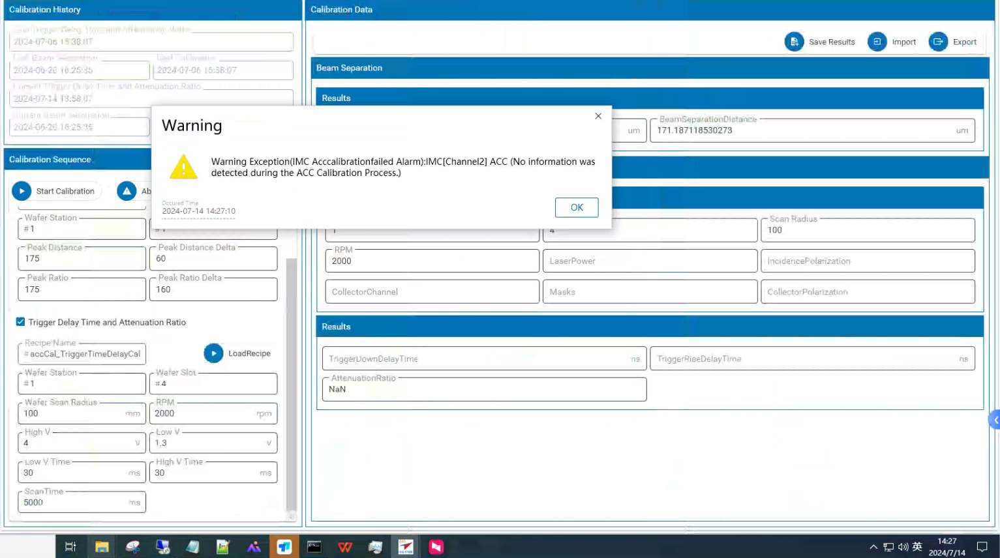 Calibration History
2024-07-06 15:38:07
Last Beam Separation
Last Calibration
2024-06-20 16:25:35
2024-07-06 15:38:07
Current Trigger Delay Time and Attenuation Ratio
2024-07-14 13:58:07
Current Beam Separation
2024-06-20 16:25:35
Calibration Sequence
Start Calibration
Ab
Wafer Station
#1
Peak Distance
175
Peak Distance Delta
60
Peak Ratio
175
Peak Ratio Delta
160
Trigger Delay Time and Attenuation Ratio
Recipe Name
#accCal_TriggerTimeDelayCal
LoadRecipe
Wafer Station
#1
Wafer Slot
#4
Wafer Scan Radius
100 mm
RPM
2000 rpm
High V
4 V
Low V
1.3 V
Low V Time
30 ms
High V Time
30 ms
ScanTime
5000 ms
Calibration Data
Save Results
Import
Export
Beam Separation
Results
um
BeamSeparationDistance
171.187118530273 um
Warning
Warning Exception(IMC Acccalibrationfailed Alarm):IMC[Channel2] ACC (No information was
detected during the ACC Calibration Process.)
Occured Time
2024-07-14 14:27:10
OK
1
4
Scan Radius
100
RPM
2000
LaserPower
IncidencePolarization
CollectorChannel
Masks
CollectorPolarization
Results
TriggerDownDelayTime ns
TriggerRiseDelayTime ns
AttenuationRatio
NaN
英
14:27
2024/7/14